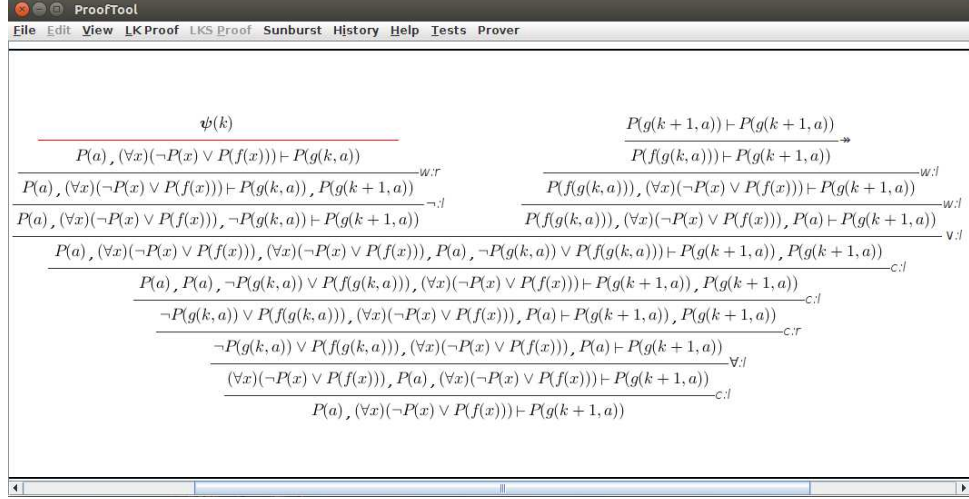 ProofTool
File Edit View LK Proof LKS Proof Sunburst History Help Tests Prover
ψ(k)
P(g(k+1,a)) ⊢ P(g(k+1,a))
↠
P(a), (∀x)(¬P(x) ∨ P(f(x))) ⊢ P(g(k,a))
P(f(g(k,a))) ⊢ P(g(k+1,a))
w:r
w:l
P(a), (∀x)(¬P(x) ∨ P(f(x))) ⊢ P(g(k,a)), P(g(k+1,a))
P(f(g(k,a))), (∀x)(¬P(x) ∨ P(f(x))) ⊢ P(g(k+1,a))
¬:l
w:l
P(a), (∀x)(¬P(x) ∨ P(f(x))), ¬P(g(k,a)) ⊢ P(g(k+1,a))
P(f(g(k,a))), (∀x)(¬P(x) ∨ P(f(x))), P(a) ⊢ P(g(k+1,a))
∨:l
P(a), (∀x)(¬P(x) ∨ P(f(x))), (∀x)(¬P(x) ∨ P(f(x))), P(a), ¬P(g(k,a)) ∨ P(f(g(k,a))) ⊢ P(g(k+1,a)), P(g(k+1,a))
c:l
P(a), P(a), ¬P(g(k,a)) ∨ P(f(g(k,a))), (∀x)(¬P(x) ∨ P(f(x))) ⊢ P(g(k+1,a)), P(g(k+1,a))
c:l
¬P(g(k,a)) ∨ P(f(g(k,a))), (∀x)(¬P(x) ∨ P(f(x))), P(a) ⊢ P(g(k+1,a)), P(g(k+1,a))
c:r
¬P(g(k,a)) ∨ P(f(g(k,a))), (∀x)(¬P(x) ∨ P(f(x))), P(a) ⊢ P(g(k+1,a))
∀:l
(∀x)(¬P(x) ∨ P(f(x))), P(a), (∀x)(¬P(x) ∨ P(f(x))) ⊢ P(g(k+1,a))
c:l
P(a), (∀x)(¬P(x) ∨ P(f(x))) ⊢ P(g(k+1,a))